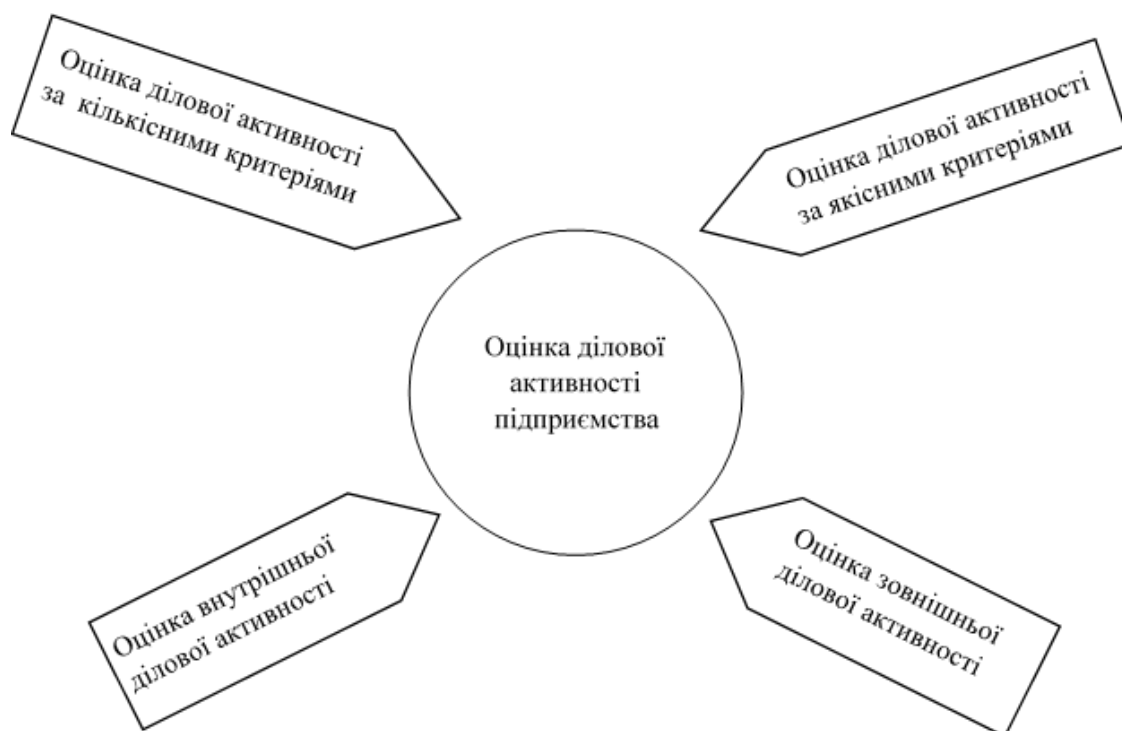 Оцінка ділової активності
за кількісними критеріями
Оцінка ділової активності
за якісними критеріями
Оцінка ділової
активності
підприємства
Оцінка внутрішньої
ділової активності
Оцінка зовнішньої
ділової активності